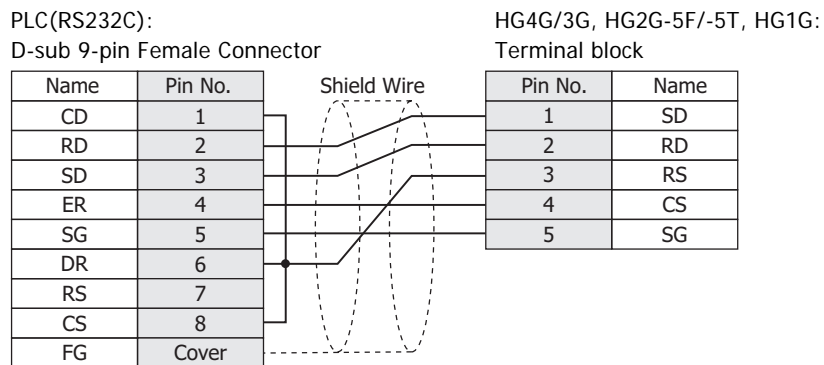 PLC(RS232C):
D-sub 9-pin Female Connector
HG4G/3G, HG2G-5F/-5T, HG1G:
Terminal block
Name Pin No. Shield Wire Pin No. Name
CD 1 1 SD
RD 2 2 RD
SD 3 3 RS
ER 4 4 CS
SG 5 5 SG
DR 6
RS 7
CS 8
FG Cover